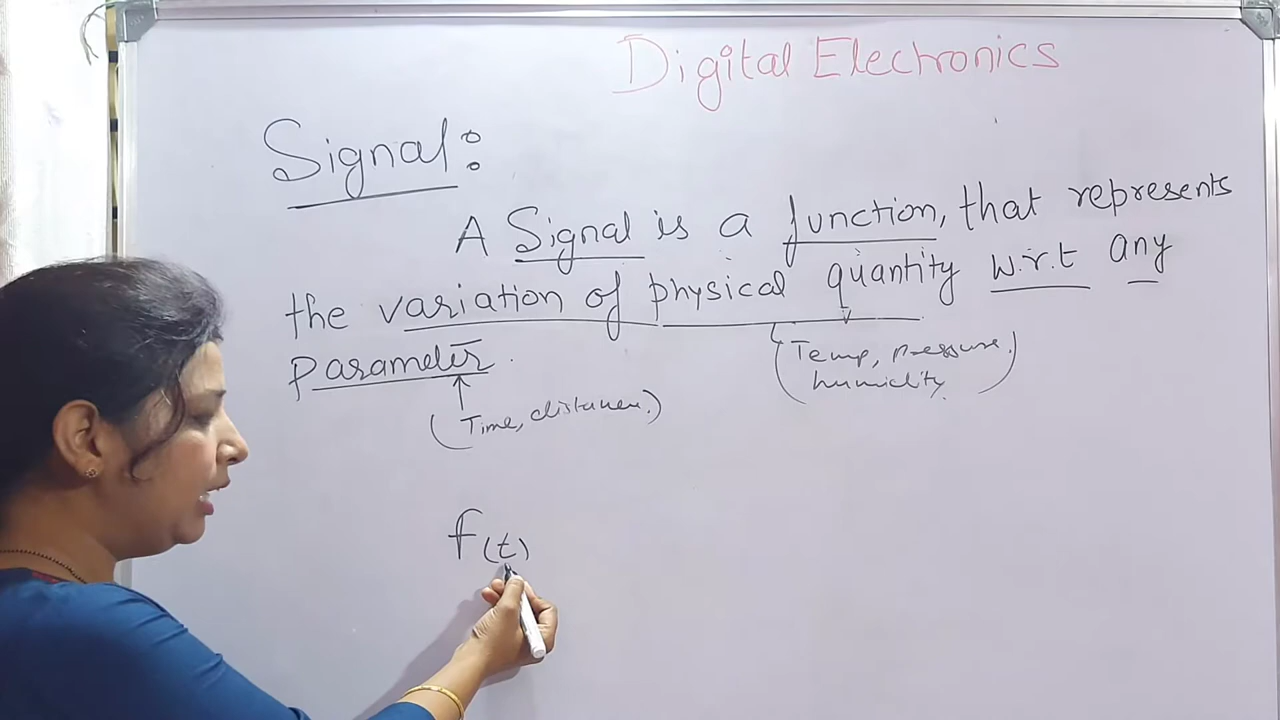 Digital Electronics
Signal:
A Signal is a function, that represents
the variation of physical quantity w.r.t any
Parameter.
(Temp, pressure.)
humidity.
(Time, distance.)
f(t)